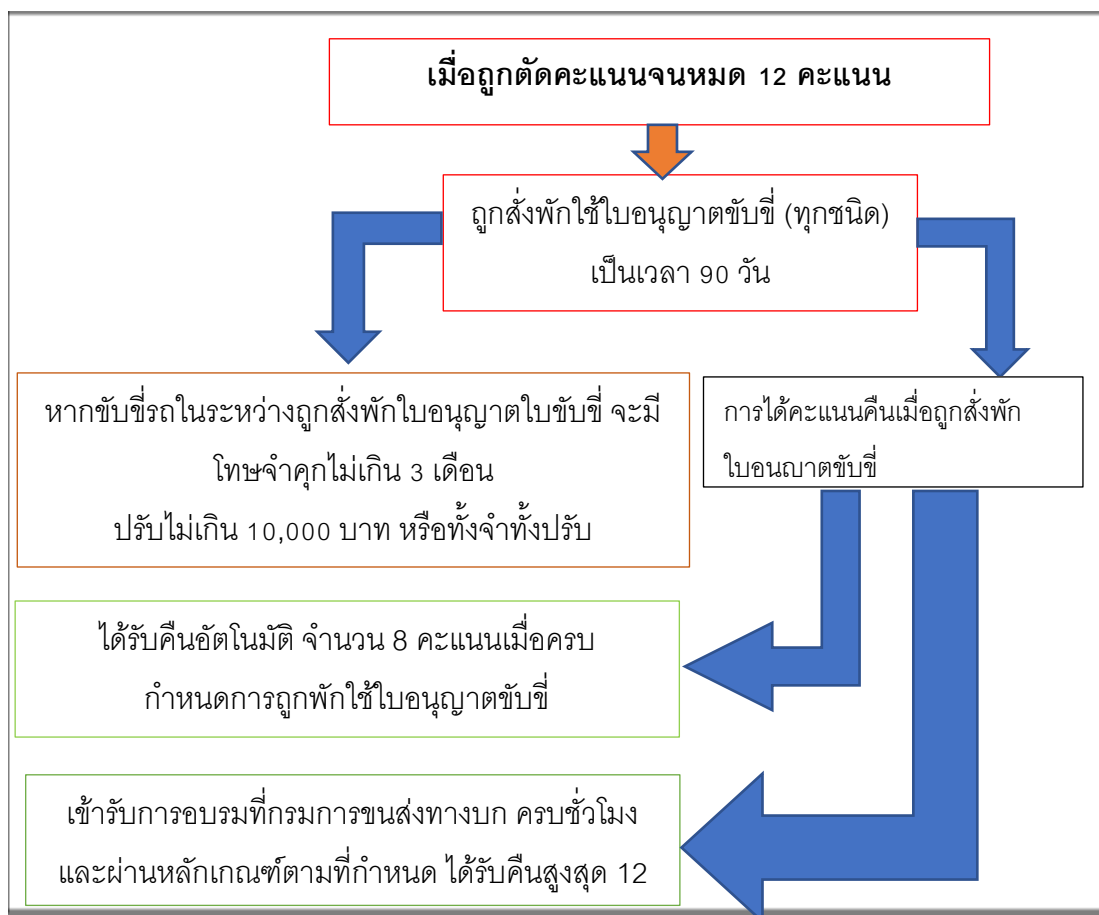 เมื่อถูกตัดคะแนนจนหมด 12 คะแนน
ถูกสั่งพักใช้ใบอนุญาตขับขี่ (ทุกชนิด)
เป็นเวลา 90 วัน
หากขับขี่รถในระหว่างถูกสั่งพักใบอนุญาตใบขับขี่ จะมี
โทษจำคุกไม่เกิน 3 เดือน
ปรับไม่เกิน 10,000 บาท หรือทั้งจำทั้งปรับ
การได้คะแนนคืนเมื่อถูกสั่งพัก
ใบอนญาตขับขี่
ได้รับคืนอัตโนมัติ จำนวน 8 คะแนนเมื่อครบ
กำหนดการถูกพักใช้ใบอนุญาตขับขี่
เข้ารับการอบรมที่กรมการขนส่งทางบก ครบชั่วโมง
และผ่านหลักเกณฑ์ตามที่กำหนด ได้รับคืนสูงสุด 12